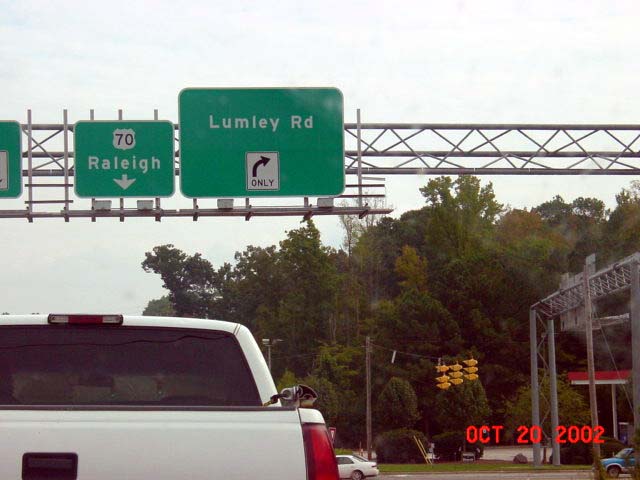 70
Raleigh
Lumley Rd
ONLY
OCT 20 2002